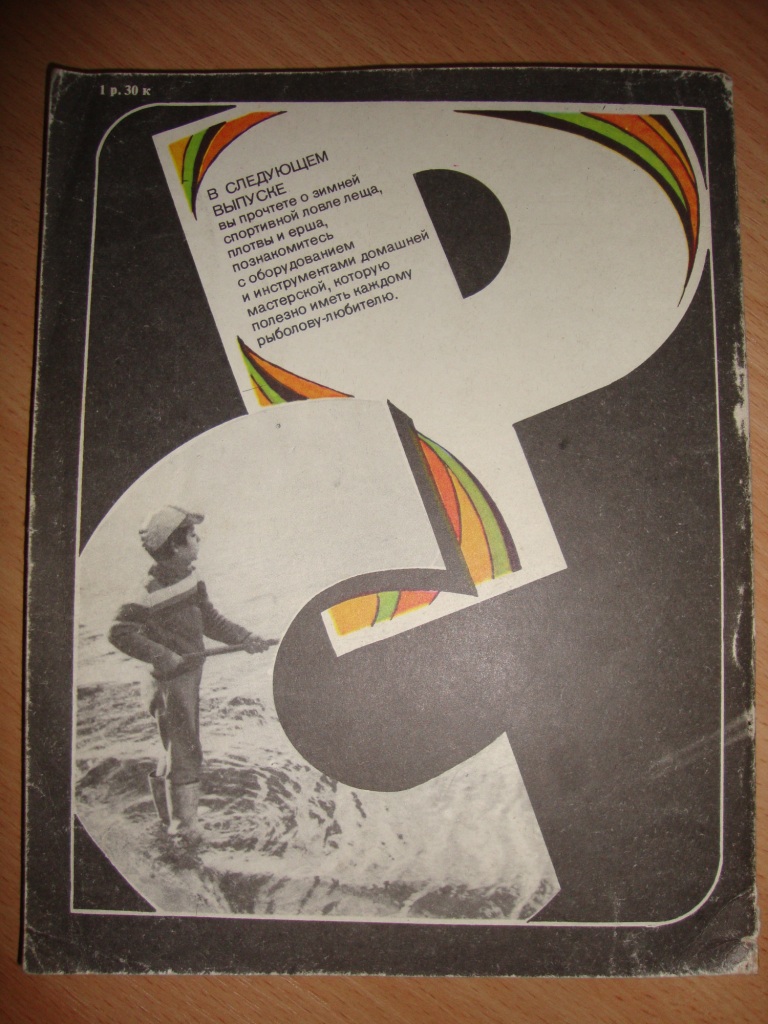 1 р. 30 к
В СЛЕДУЮЩЕМ
ВЫПУСКЕ
вы прочтете о зимней
спортивной ловле леща,
плотвы и ерша,
познакомитесь
с оборудованием
и инструментами домашней
мастерской, которую
полезно иметь каждому
рыболову-любителю.
РС